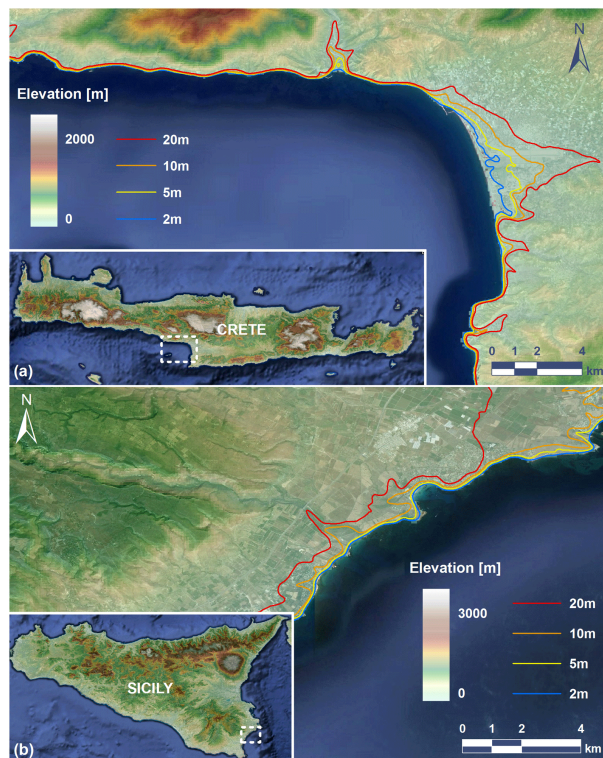 N
Elevation [m]
2000
0
20m
10m
5m
2m
CRETE
(a)
0 1 2 4
km
N
Elevation [m]
3000
0
20m
10m
5m
2m
SICILY
(b)
0 1 2 4
km